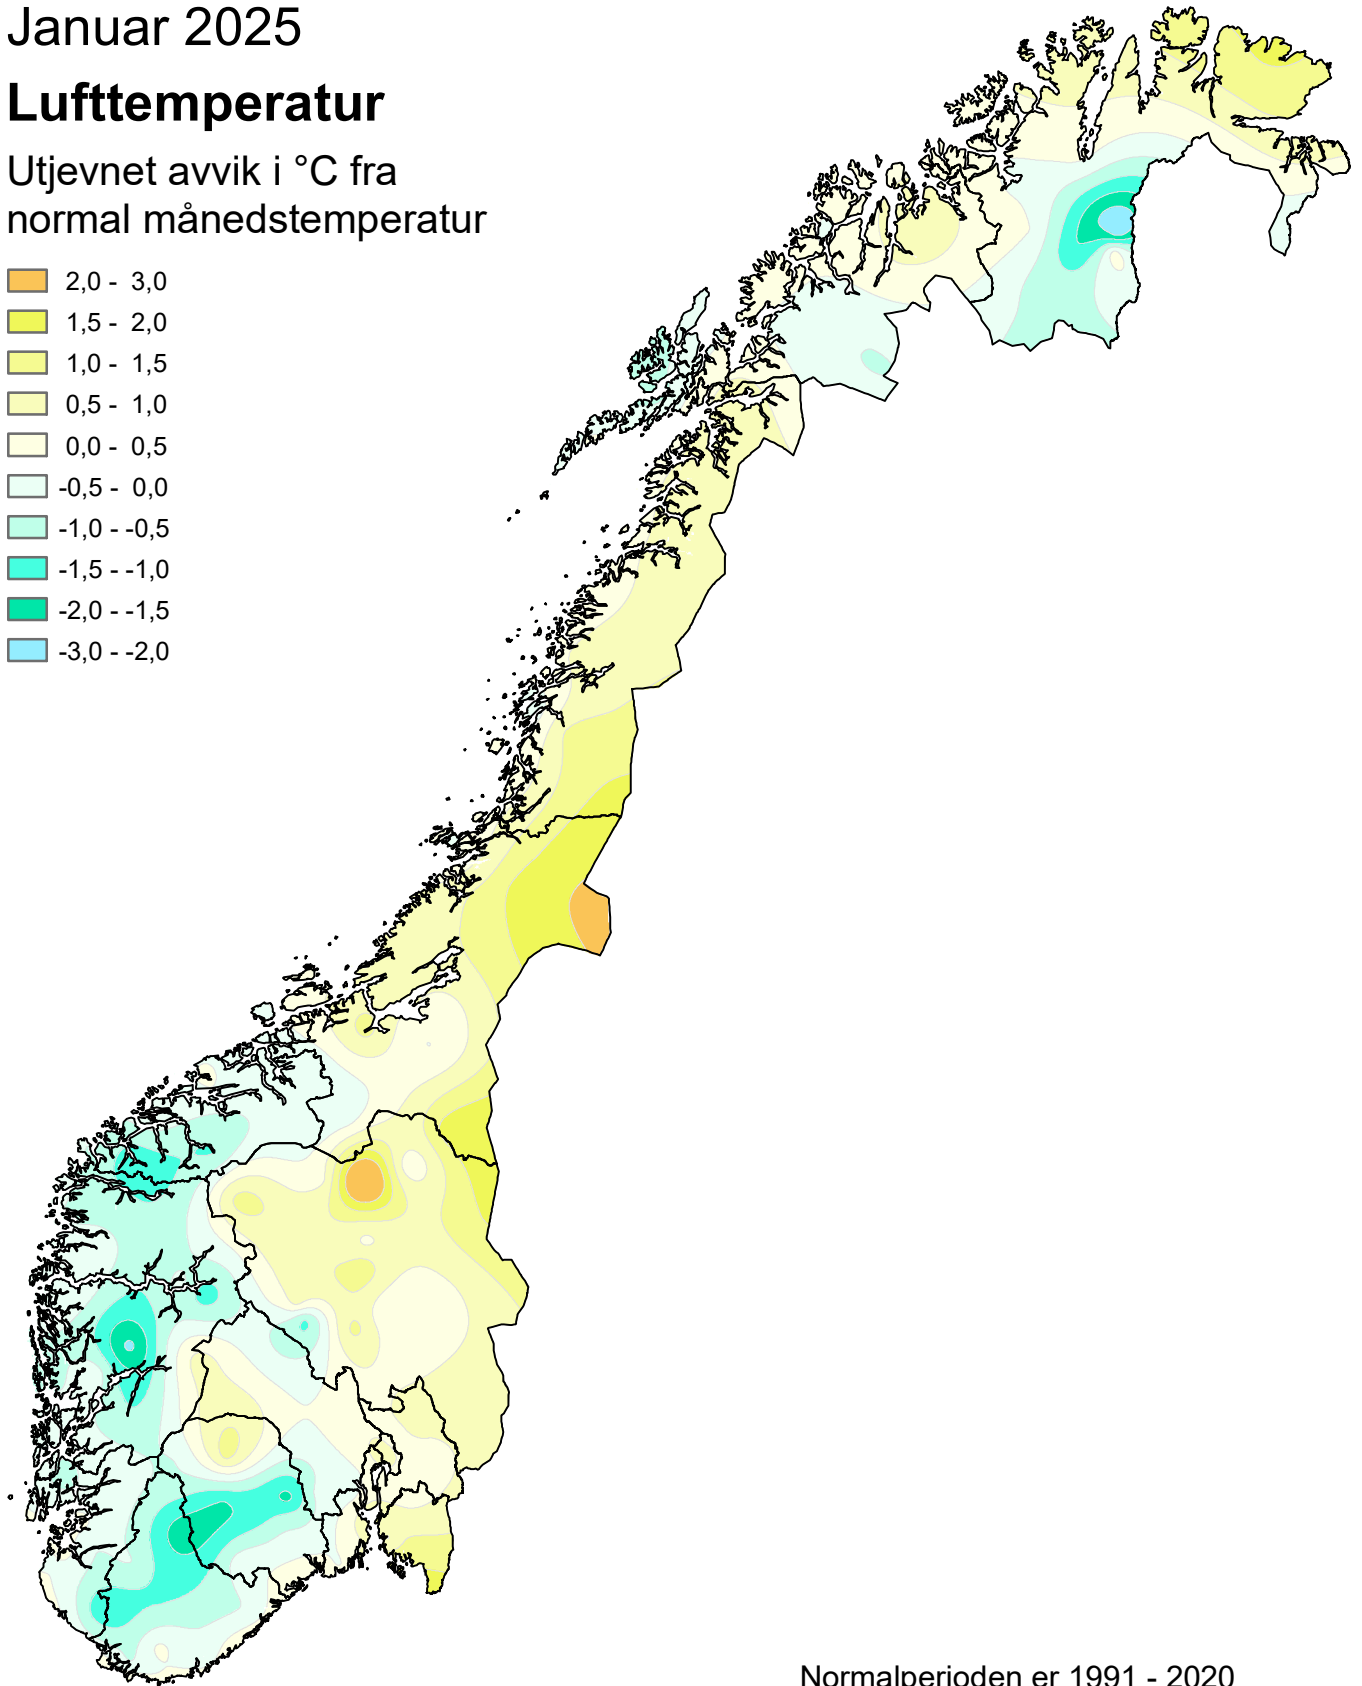 Januar 2025
Lufttemperatur
Utjevnet avvik i °C fra
normal månedstemperatur
2,0 - 3,0
1,5 - 2,0
1,0 - 1,5
0,5 - 1,0
0,0 - 0,5
-0,5 - 0,0
-1,0 - -0,5
-1,5 - -1,0
-2,0 - -1,5
-3,0 - -2,0
Normalperioden er 1991 - 2020